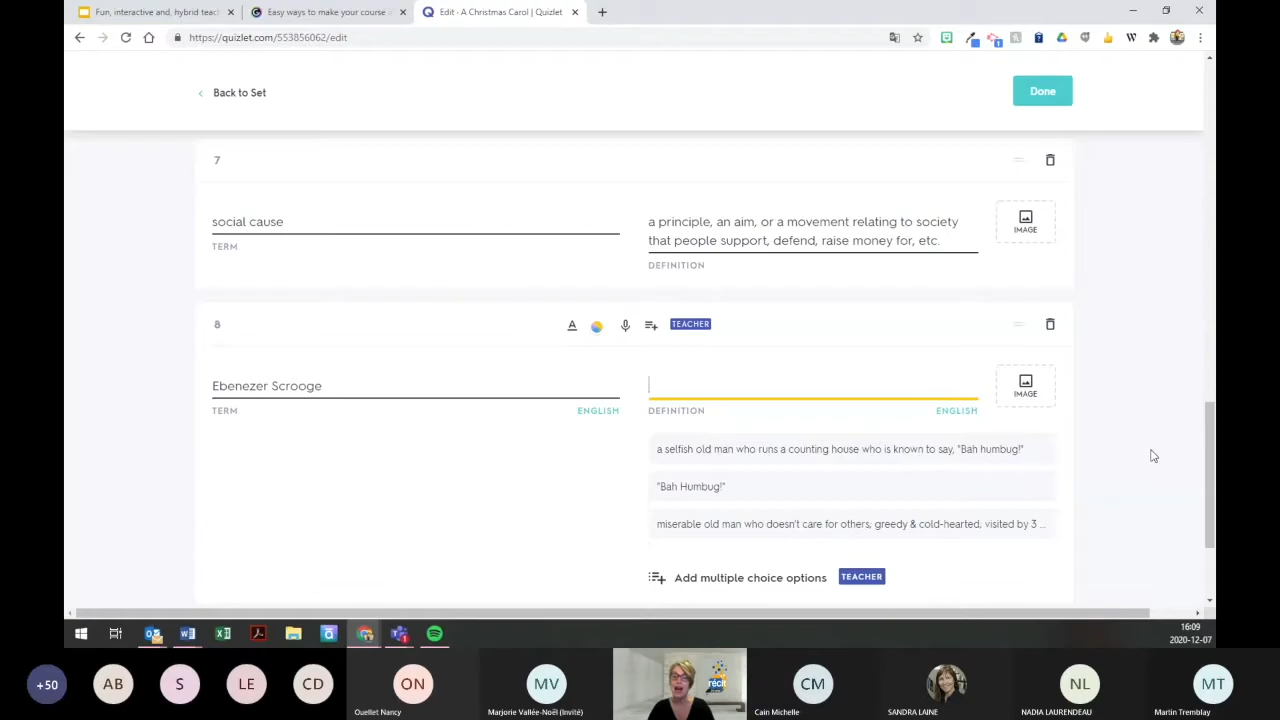 Fun, interactive and, hybrid teac
Easy ways to make your course i
Edit - A Christmas Carol | Quizlet
https://quizlet.com/553856062/edit
Back to Set
Done
7
social cause
TERM
a principle, an aim, or a movement relating to society
that people support, defend, raise money for, etc.
DEFINITION
IMAGE
8
TEACHER
Ebenezer Scrooge
TERM
ENGLISH
DEFINITION
ENGLISH
IMAGE
a selfish old man who runs a counting house who is known to say, "Bah humbug!"
"Bah Humbug!"
miserable old man who doesn't care for others, greedy & cold-hearted, visited by 3 ...
Add multiple choice options
TEACHER
16:09
2020-12-07
+50
AB
S
LE
CD
ON
Ouellet Nancy
MV
Marjorie Vallée-Noël (Invité)
récit
CM
Cain Michelle
SANDRA LAINE
NL
NADIA LAURENDEAU
MT
Martin Tremblay